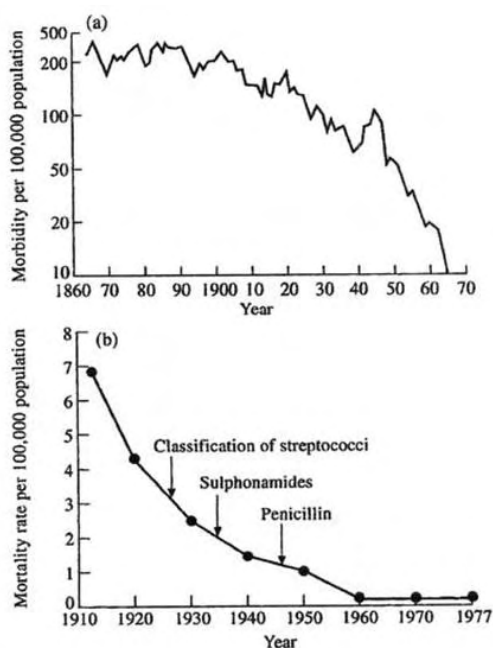 (a)
500
200
100
50
20
10
Morbidity per 100,000 population
1860 70 80 90 1900 10 20 30 40 50 60 70
Year
(b)
8
7
6
5
4
3
2
1
0
Mortality rate per 100,000 population
Classification of streptococci
Sulphonamides
Penicillin
1910 1920 1930 1940 1950 1960 1970 1977
Year